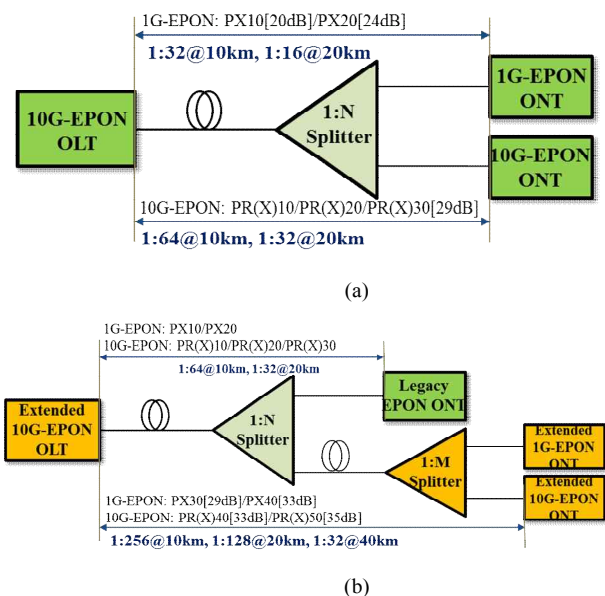 1G-EPON: PX10[20dB]/PX20[24dB]
1:32@10km, 1:16@20km
10G-EPON
OLT
1:N
Splitter
1G-EPON
ONT
10G-EPON
ONT
10G-EPON: PR(X)10/PR(X)20/PR(X)30[29dB]
1:64@10km, 1:32@20km
(a)
1G-EPON: PX10/PX20
10G-EPON: PR(X)10/PR(X)20/PR(X)30
1:64@10km, 1:32@20km
Extended
10G-EPON
OLT
1:N
Splitter
Legacy
EPON ONT
1:M
Splitter
Extended
1G-EPON
ONT
Extended
10G-EPON
ONT
1G-EPON: PX30[29dB]/PX40[33dB]
10G-EPON: PR(X)40[33dB]/PR(X)50[35dB]
1:256@10km, 1:128@20km, 1:32@40km
(b)